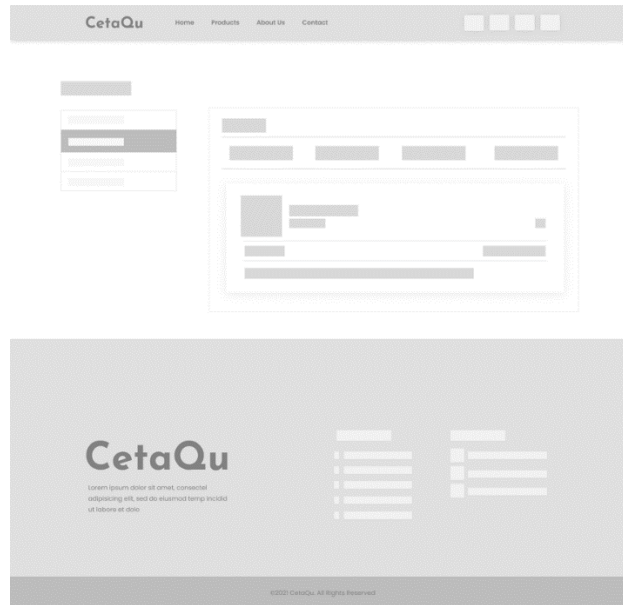 CetaQu
Home Products About Us Contact
CetaQu
Lorem ipsum dolor sit amet, consectet
adipiscing elit, sed do eiusmod temp incidid
ut labore et dolo
©2021 CetaQu. All Rights Reserved